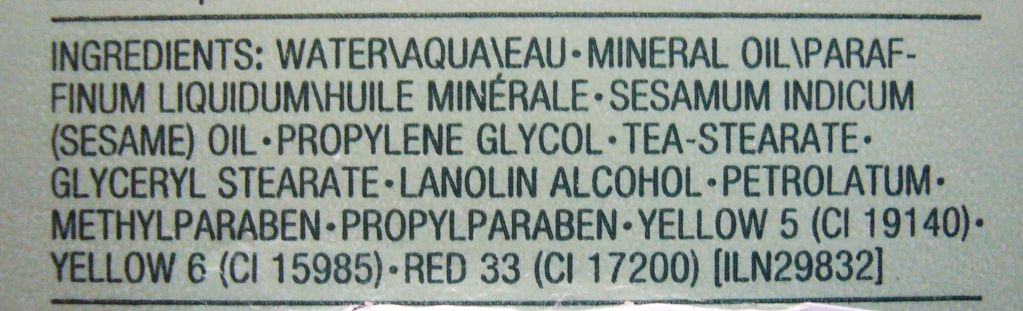 INGREDIENTS: WATER\AQUA\EAU • MINERAL OIL\PARAF-
FINUM LIQUIDUM\HUILE MINÉRALE • SESAMUM INDICUM
(SESAME) OIL • PROPYLENE GLYCOL • TEA-STEARATE •
GLYCERYL STEARATE • LANOLIN ALCOHOL • PETROLATUM •
METHYLPARABEN • PROPYLPARABEN • YELLOW 5 (CI 19140) •
YELLOW 6 (CI 15985) • RED 33 (CI 17200) [ILN29832]